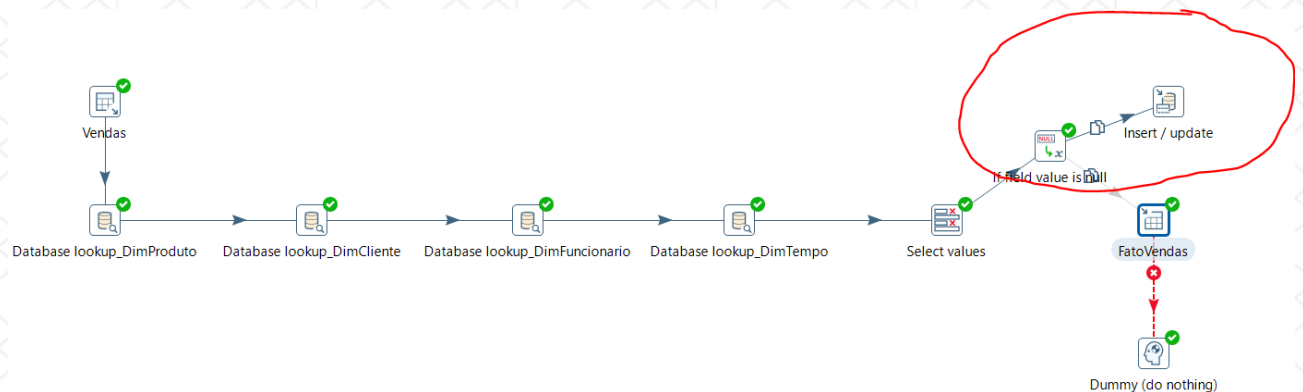 Vendas
Insert / update
NULL
x
If field value is null
Database lookup_DimProduto
Database lookup_DimCliente
Database lookup_DimFuncionario
Database lookup_DimTempo
Select values
FatoVendas
Dummy (do nothing)